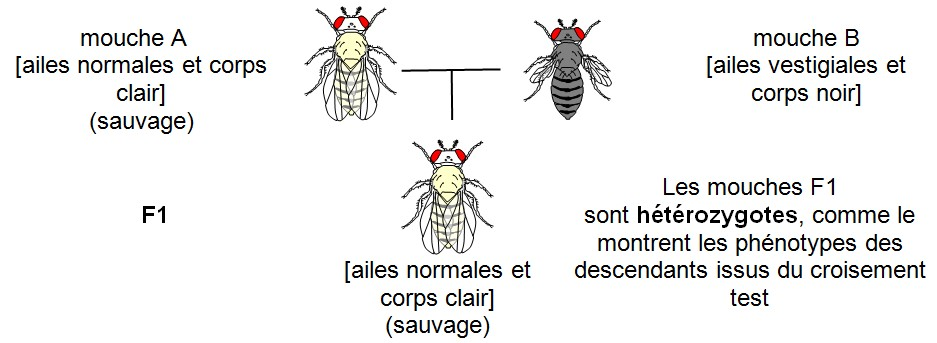 mouche A
[ailes normales et corps
clair]
(sauvage)
mouche B
[ailes vestigiales et
corps noir]
F1
[ailes normales et
corps clair]
(sauvage)
Les mouches F1
sont hétérozygotes, comme le
montrent les phénotypes des
descendants issus du croisement
test